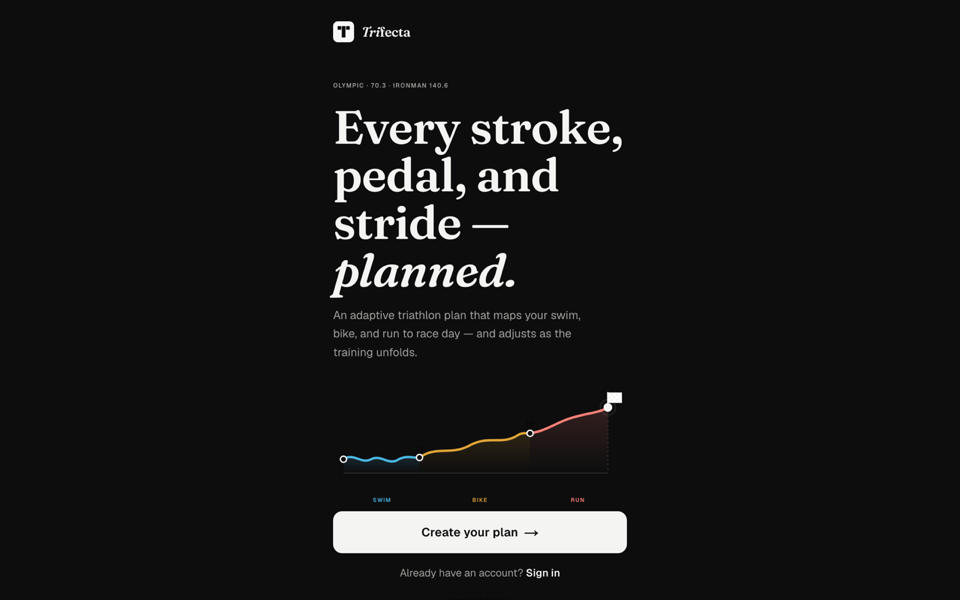 T Trifecta
OLYMPIC · 70.3 · IRONMAN 140.6
Every stroke,
pedal, and
stride —
planned.
An adaptive triathlon plan that maps your swim,
bike, and run to race day — and adjusts as the
training unfolds.
SWIM BIKE RUN
Create your plan →
Already have an account? Sign in